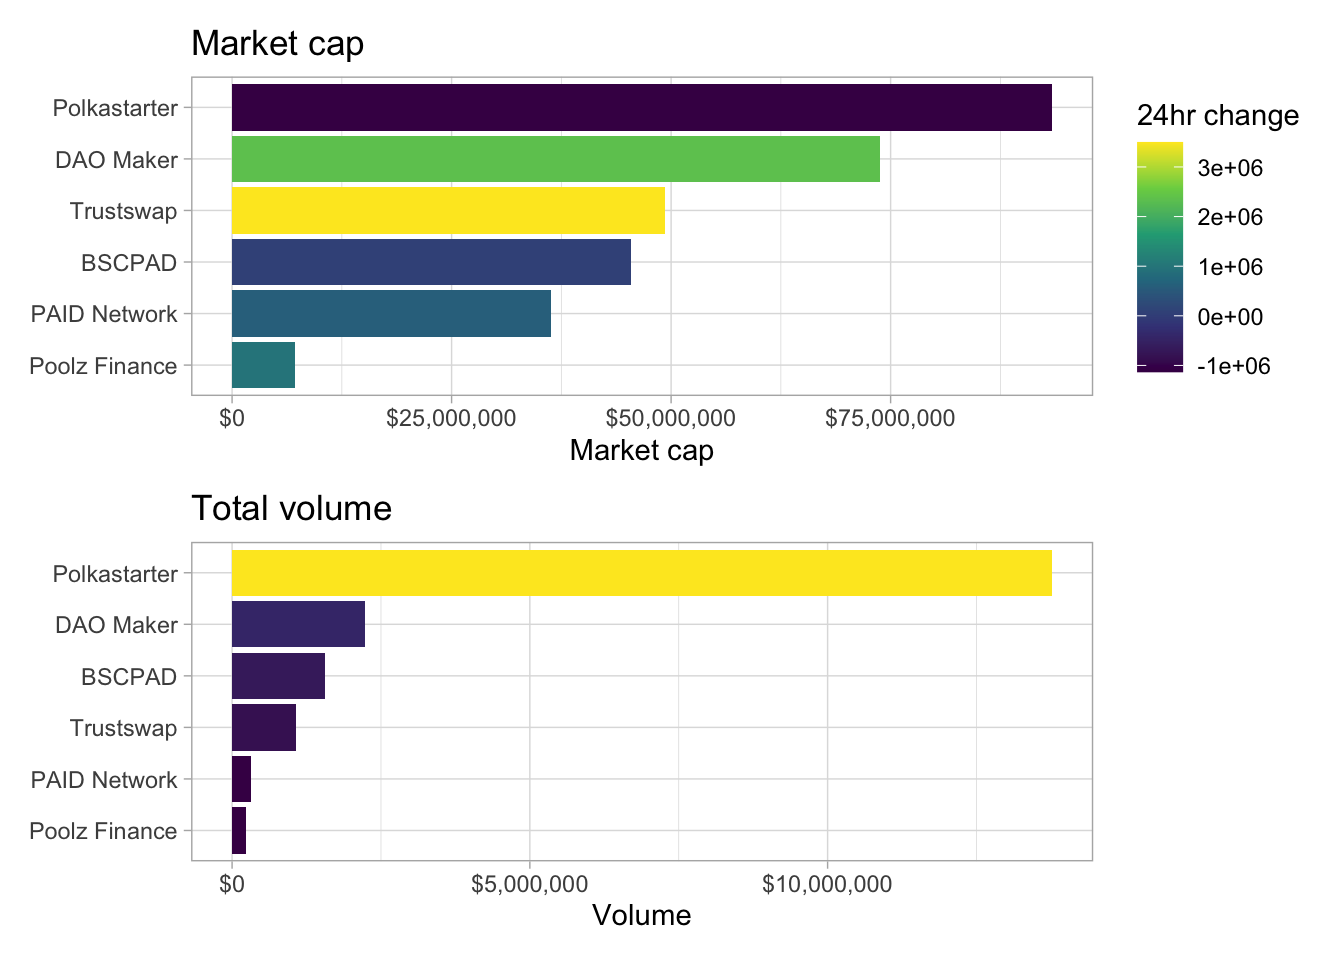 Market cap
Polkastarter
DAO Maker
Trustswap
BSCPAD
PAID Network
Poolz Finance
$0 $25,000,000 $50,000,000 $75,000,000
Market cap
24hr change
3e+06
2e+06
1e+06
0e+00
-1e+06
Total volume
Polkastarter
DAO Maker
BSCPAD
Trustswap
PAID Network
Poolz Finance
$0 $5,000,000 $10,000,000
Volume